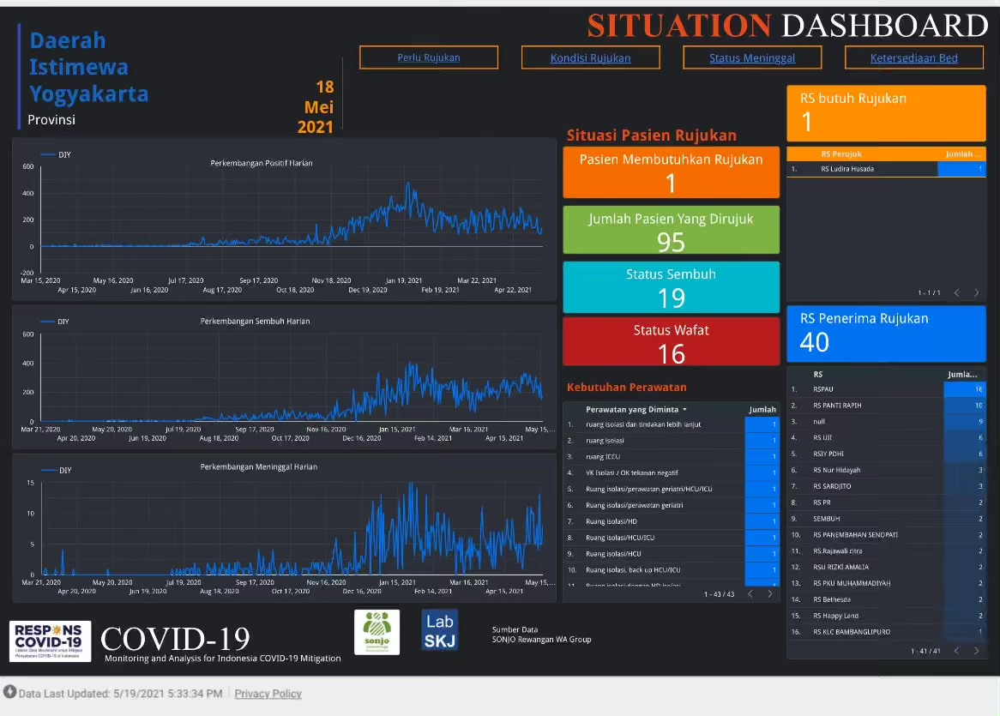 SITUATION DASHBOARD
Daerah
Istimewa
Yogyakarta
Provinsi
18
Mei
2021
Perlu Rujukan
Kondisi Rujukan
Status Meninggal
Ketersediaan Bed
DIY
Perkembangan Positif Harian
600
400
200
0
-200
Mar 15, 2020 May 16, 2020 Jul 17, 2020 Sep 17, 2020 Nov 18, 2020 Jan 19, 2021 Mar 22, 2021
Apr 15, 2020 Jun 16, 2020 Aug 17, 2020 Oct 18, 2020 Dec 19, 2020 Feb 19, 2021 Apr 22, 2021
DIY
Perkembangan Sembuh Harian
600
400
200
0
Mar 21, 2020 May 20, 2020 Jul 19, 2020 Sep 17, 2020 Nov 16, 2020 Jan 15, 2021 Mar 16, 2021 May 15,...
Apr 20, 2020 Jun 19, 2020 Aug 18, 2020 Oct 17, 2020 Dec 16, 2020 Feb 14, 2021 Apr 15, 2021
DIY
Perkembangan Meninggal Harian
15
10
5
0
Mar 21, 2020 May 20, 2020 Jul 19, 2020 Sep 17, 2020 Nov 16, 2020 Jan 15, 2021 Mar 16, 2021 May 15,...
Apr 20, 2020 Jun 19, 2020 Aug 18, 2020 Oct 17, 2020 Dec 16, 2020 Feb 14, 2021 Apr 15, 2021
Situasi Pasien Rujukan
Pasien Membutuhkan Rujukan
1
Jumlah Pasien Yang Dirujuk
95
Status Sembuh
19
Status Wafat
16
Kebutuhan Perawatan
Perawatan yang Diminta Jumlah
1. ruang isolasi dan tindakan lebih lanjut 1
2. ruang isolasi 1
3. ruang ICCU 1
4. VK Isolasi / OK tekanan negatif 1
5. Ruang isolasi/perawatan geriatri/HCU/ICU 1
6. Ruang isolasi/perawatan geriatri 1
7. Ruang isolasi/HD 1
8. Ruang isolasi/HCU/ICU 1
9. Ruang isolasi/HCU 1
10. Ruang isolasi, back up HCU/ICU 1
11. Ruang isolasi dengan HD isolasi 1
1 - 43 / 43
RS butuh Rujukan
1
RS Perujuk Jumlah ...
1. RS Ludira Husada 1
1 - 1 / 1
RS Penerima Rujukan
40
RS Jumla...
1. RSPAU 16
2. RS PANTI RAPIH 10
3. null 9
4. RS UII 6
5. RSIY PDHI 6
6. RS Nur Hidayah 3
7. RS SARDJITO 3
8. RS PR 2
9. SEMBUH 2
10. RS PANEMBAHAN SENOPATI 2
11. RS Rajawali citra 2
12. RSU RIZKI AMALIA 2
13. RS PKU MUHAMMADIYAH 2
14. RS Bethesda 2
15. RS Happy Land 2
16. RS KLC BAMBANGLIPURO 1
1 - 41 / 41
RESPONS
COVID-19
COVID-19
Monitoring and Analysis for Indonesia COVID-19 Mitigation
sonjo
Lab
SKJ
Sumber Data
SONJO Rewangan WA Group
Data Last Updated: 5/19/2021 5:33:34 PM
Privacy Policy